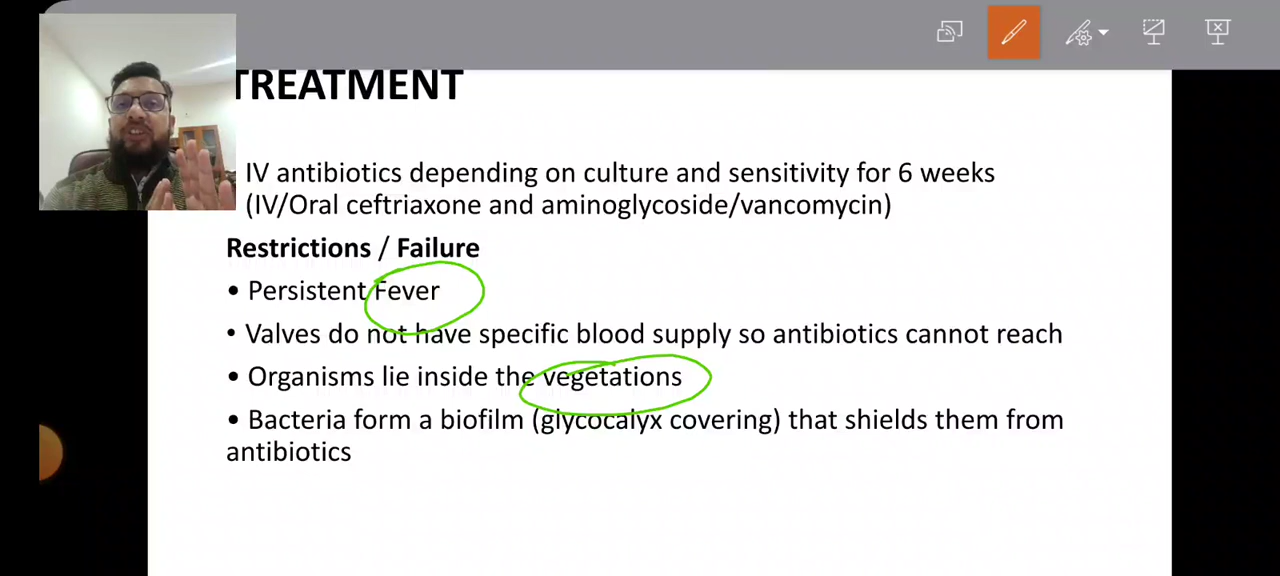 TREATMENT
IV antibiotics depending on culture and sensitivity for 6 weeks
(IV/Oral ceftriaxone and aminoglycoside/vancomycin)
Restrictions / Failure
• Persistent Fever
• Valves do not have specific blood supply so antibiotics cannot reach
• Organisms lie inside the vegetations
• Bacteria form a biofilm (glycocalyx covering) that shields them from
antibiotics